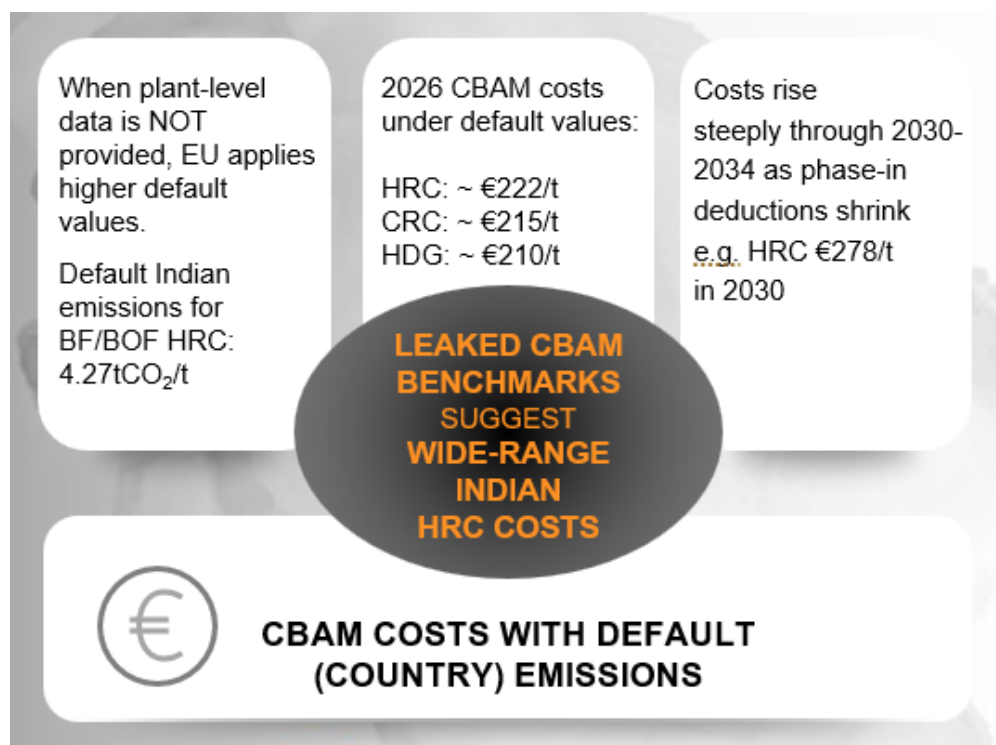 When plant-level
data is NOT
provided, EU applies
higher default
values.
Default Indian
emissions for
BF/BOF HRC:
4.27tCO₂/t
2026 CBAM costs
under default values:
HRC: ~ €222/t
CRC: ~ €215/t
HDG: ~ €210/t
Costs rise
steeply through 2030-
2034 as phase-in
deductions shrink
e.g. HRC €278/t
in 2030
LEAKED CBAM
BENCHMARKS
SUGGEST
WIDE-RANGE
INDIAN
HRC COSTS
€
CBAM COSTS WITH DEFAULT
(COUNTRY) EMISSIONS